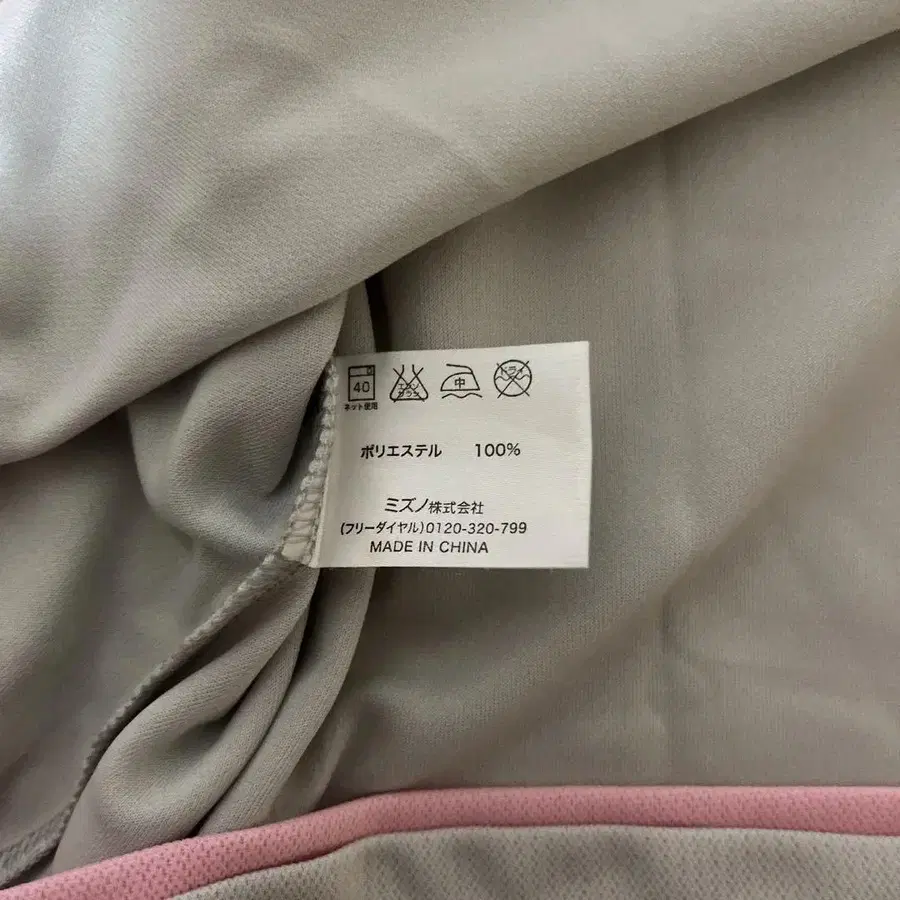 40 エンソ サラシ 中 ドライ
ネット使用
ポリエステル 100%
ミズノ株式会社
(フリーダイヤル)0120-320-799
MADE IN CHINA